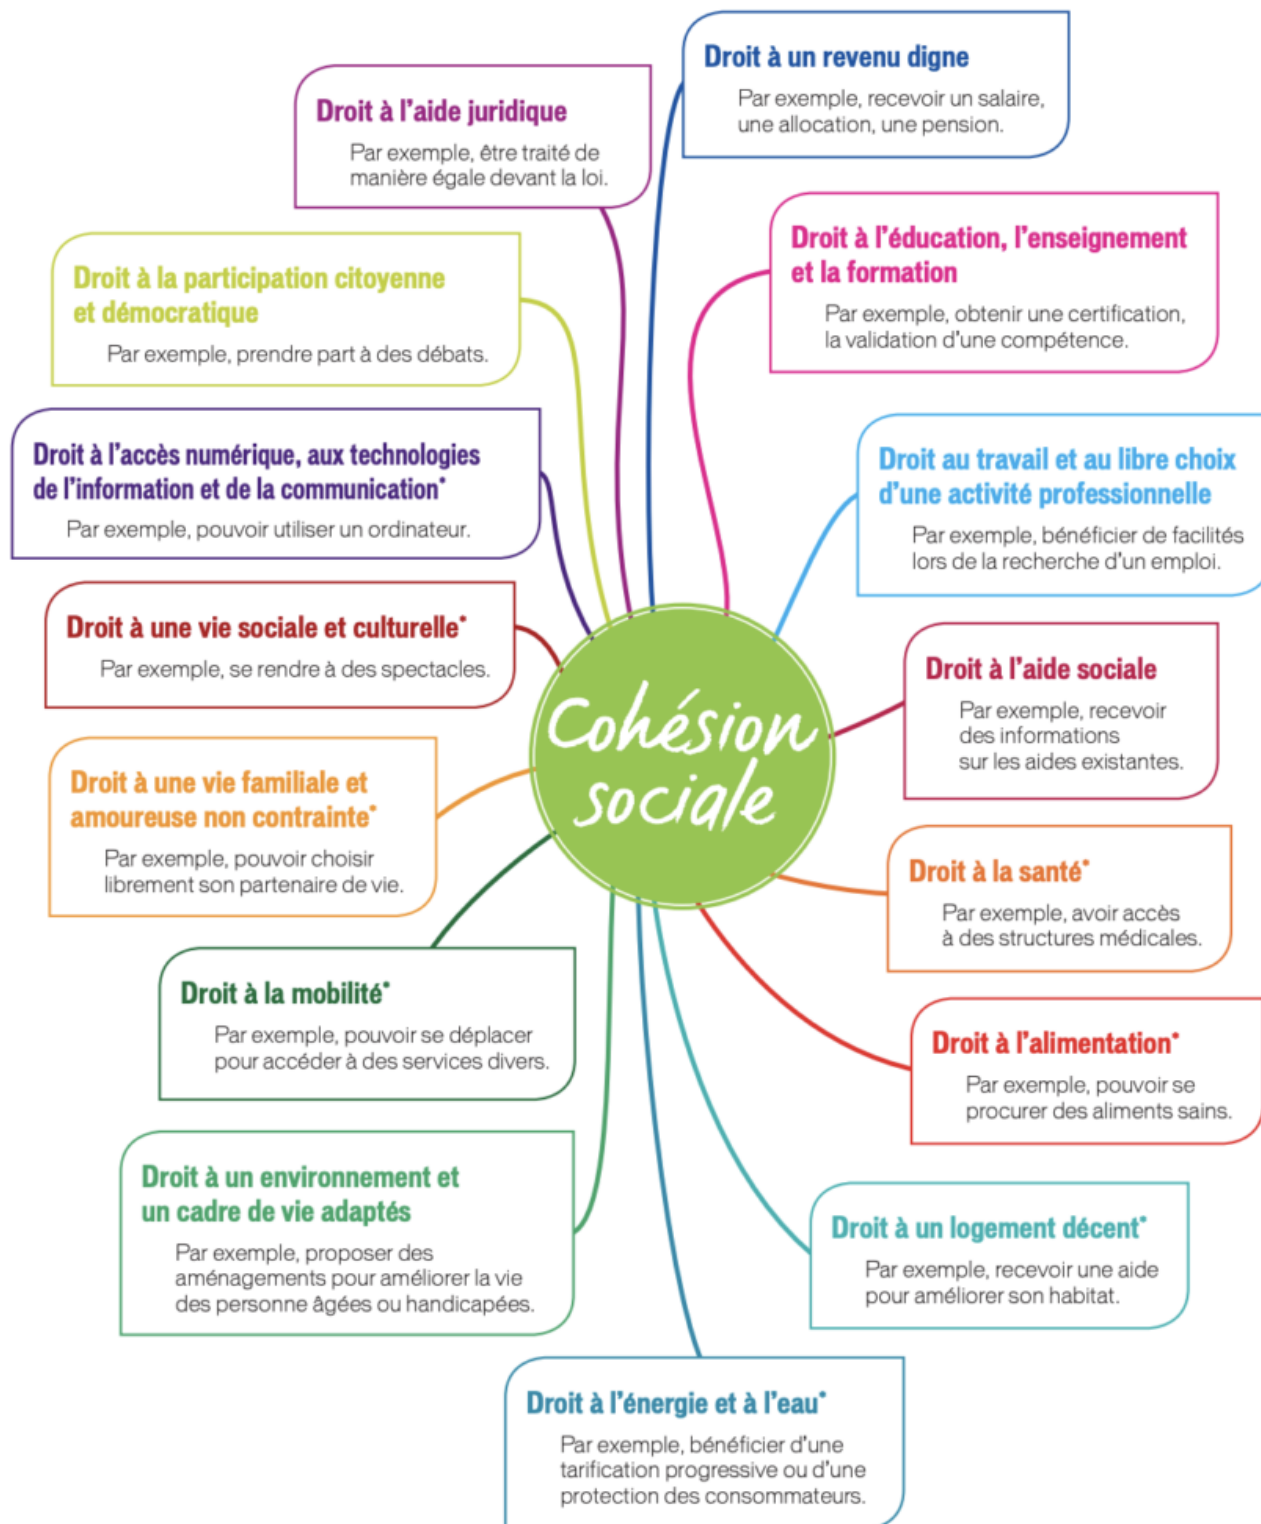 Droit à un revenu digne
Par exemple, recevoir un salaire,
une allocation, une pension.
Droit à l'aide juridique
Par exemple, être traité de
manière égale devant la loi.
Droit à l'éducation, l'enseignement
et la formation
Par exemple, obtenir une certification,
la validation d'une compétence.
Droit à la participation citoyenne
et démocratique
Par exemple, prendre part à des débats.
Droit à l'accès numérique, aux technologies
de l'information et de la communication*
Par exemple, pouvoir utiliser un ordinateur.
Droit au travail et au libre choix
d'une activité professionnelle
Par exemple, bénéficier de facilités
lors de la recherche d'un emploi.
Droit à une vie sociale et culturelle*
Par exemple, se rendre à des spectacles.
Droit à l'aide sociale
Par exemple, recevoir
des informations
sur les aides existantes.
Cohésion
sociale
Droit à une vie familiale et
amoureuse non contrainte*
Par exemple, pouvoir choisir
librement son partenaire de vie.
Droit à la santé*
Par exemple, avoir accès
à des structures médicales.
Droit à la mobilité*
Par exemple, pouvoir se déplacer
pour accéder à des services divers.
Droit à l'alimentation*
Par exemple, pouvoir se
procurer des aliments sains.
Droit à un environnement et
un cadre de vie adaptés
Par exemple, proposer des
aménagements pour améliorer la vie
des personne âgées ou handicapées.
Droit à un logement décent*
Par exemple, recevoir une aide
pour améliorer son habitat.
Droit à l'énergie et à l'eau*
Par exemple, bénéficier d'une
tarification progressive ou d'une
protection des consommateurs.